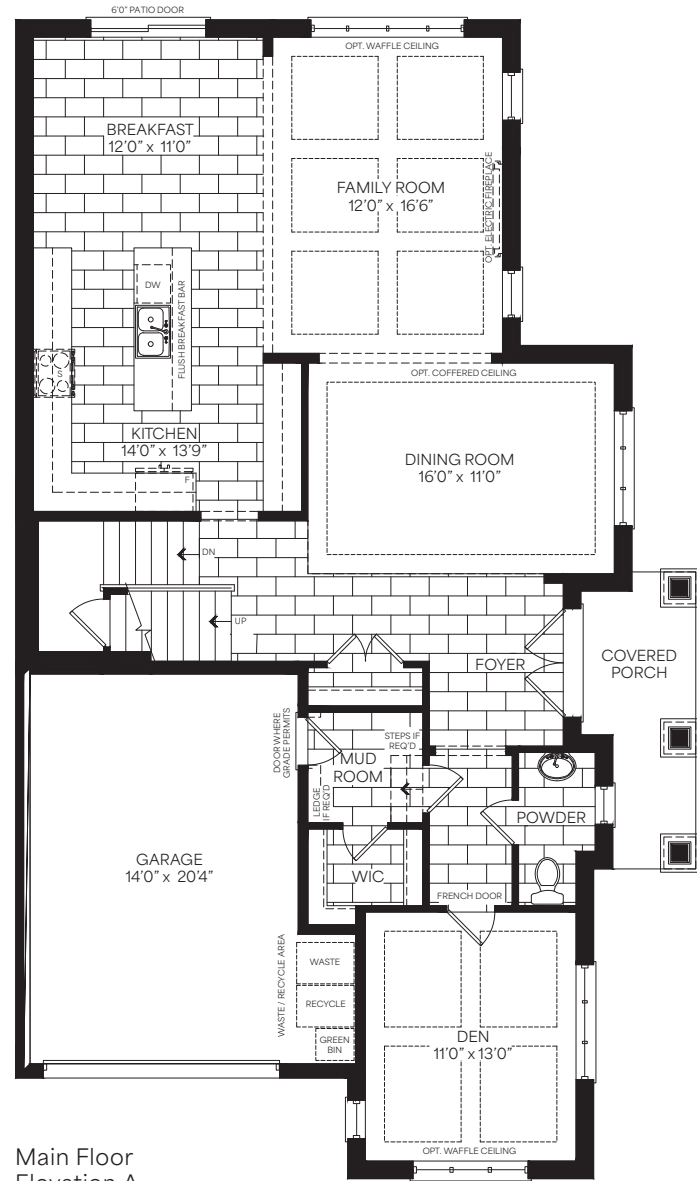 6'0" PATIO DOOR
OPT. WAFFLE CEILING
BREAKFAST
12'0" x 11'0"
FAMILY ROOM
12'0" x 16'6"
OPT. ELECTRIC FIREPLACE
DW
FLUSH BREAKFAST BAR
S
OPT. COFFERED CEILING
KITCHEN
14'0" x 13'9"
F
DINING ROOM
16'0" x 11'0"
DN
UP
FOYER
COVERED
PORCH
DOOR WHERE
GRADE PERMITS
STEPS IF
REQ'D
MUD
ROOM
LEDGE
IF REQ'D
POWDER
GARAGE
14'0" x 20'4"
WIC
FRENCH DOOR
WASTE / RECYCLE AREA
WASTE
RECYCLE
GREEN
BIN
DEN
11'0" x 13'0"
OPT. WAFFLE CEILING
Main Floor
Elevation A